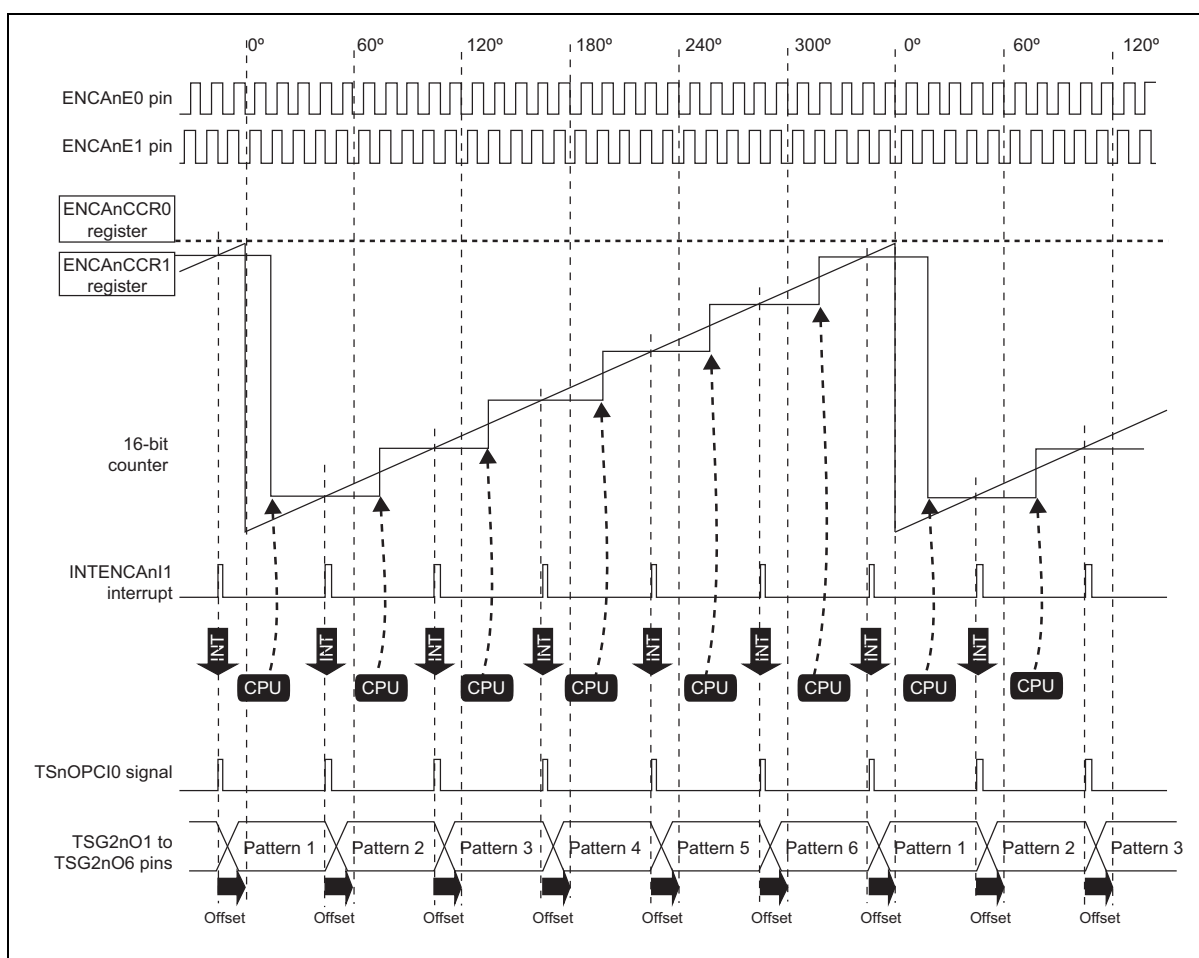 0º 60º 120º 180º 240º 300º 0º 60º 120º
ENCAnE0 pin
ENCAnE1 pin
ENCAnCCR0
register
ENCAnCCR1
register
16-bit
counter
INTENCAnI1
interrupt
INT INT INT INT INT INT INT INT
CPU CPU CPU CPU CPU CPU CPU CPU
TSnOPCI0 signal
TSG2nO1 to
TSG2nO6 pins
Pattern 1 Pattern 2 Pattern 3 Pattern 4 Pattern 5 Pattern 6 Pattern 1 Pattern 2 Pattern 3
Offset Offset Offset Offset Offset Offset Offset Offset Offset